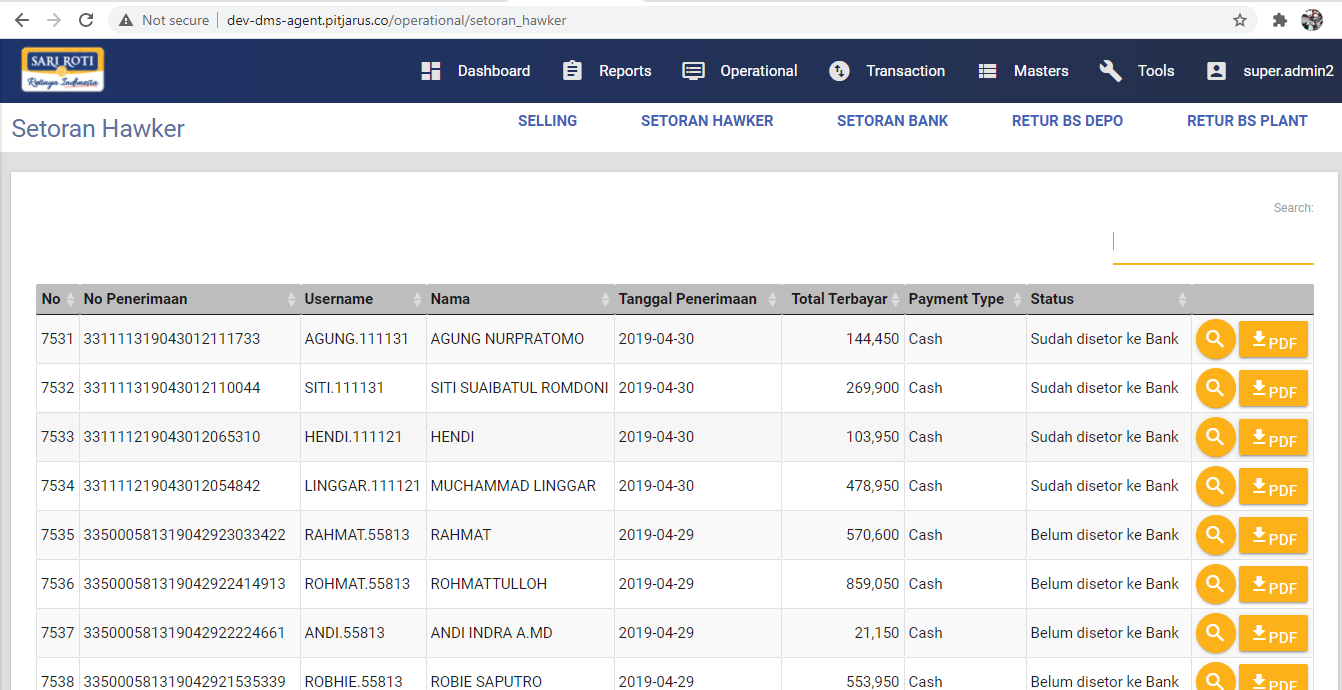 Not secure | dev-dms-agent.pitjarus.co/operational/setoran_hawker
SARI ROTI
Rotinya Indonesia
Dashboard Reports Operational Transaction Masters Tools super.admin2
Setoran Hawker SELLING SETORAN HAWKER SETORAN BANK RETUR BS DEPO RETUR BS PLANT
Search:
No No Penerimaan Username Nama Tanggal Penerimaan Total Terbayar Payment Type Status
7531 331111319043012111733 AGUNG.111131 AGUNG NURPRATOMO 2019-04-30 144,450 Cash Sudah disetor ke Bank PDF
7532 331111319043012110044 SITI.111131 SITI SUAIBATUL ROMDONI 2019-04-30 269,900 Cash Sudah disetor ke Bank PDF
7533 331111219043012065310 HENDI.111121 HENDI 2019-04-30 103,950 Cash Sudah disetor ke Bank PDF
7534 331111219043012054842 LINGGAR.111121 MUCHAMMAD LINGGAR 2019-04-30 478,950 Cash Sudah disetor ke Bank PDF
7535 335000581319042923033422 RAHMAT.55813 RAHMAT 2019-04-29 570,600 Cash Belum disetor ke Bank PDF
7536 335000581319042922414913 ROHMAT.55813 ROHMATTULLOH 2019-04-29 859,050 Cash Belum disetor ke Bank PDF
7537 335000581319042922224661 ANDI.55813 ANDI INDRA A.MD 2019-04-29 21,150 Cash Belum disetor ke Bank PDF
7538 335000581319042921535339 ROBHIE.55813 ROBIE SAPUTRO 2019-04-29 553,950 Cash Belum disetor ke Bank PDF